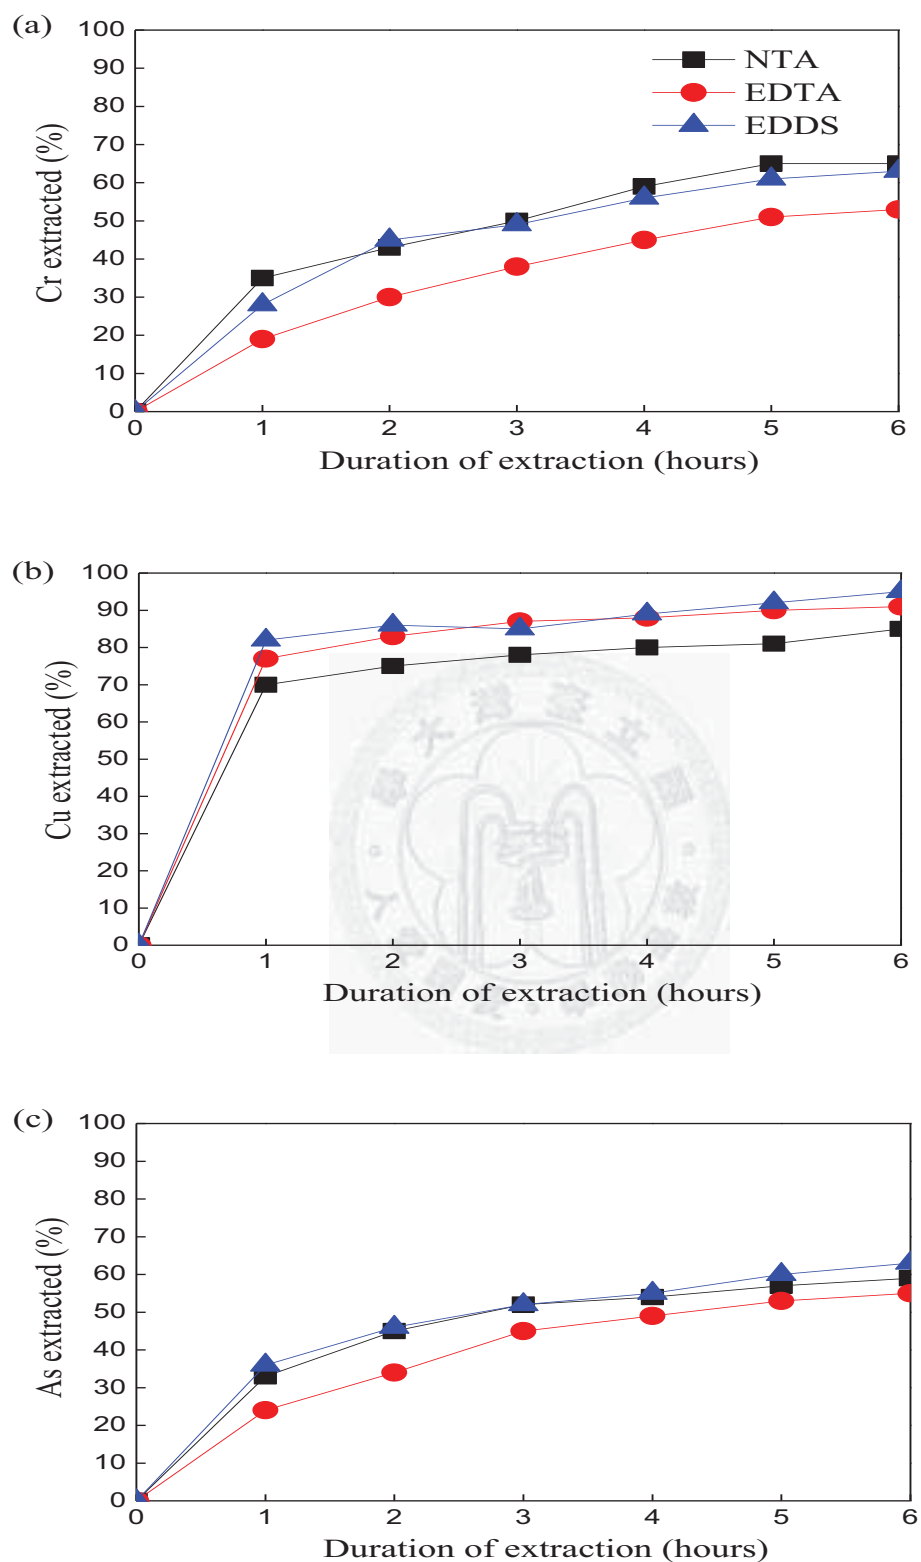 (a)
100
90
80
70
60
50
40
30
20
10
0
Cr extracted (%)
NTA
EDTA
EDDS
0 1 2 3 4 5 6
Duration of extraction (hours)
(b)
100
90
80
70
60
50
40
30
20
10
0
Cu extracted (%)
0 1 2 3 4 5 6
Duration of extraction (hours)
(c)
100
90
80
70
60
50
40
30
20
10
0
As extracted (%)
0 1 2 3 4 5 6
Duration of extraction (hours)